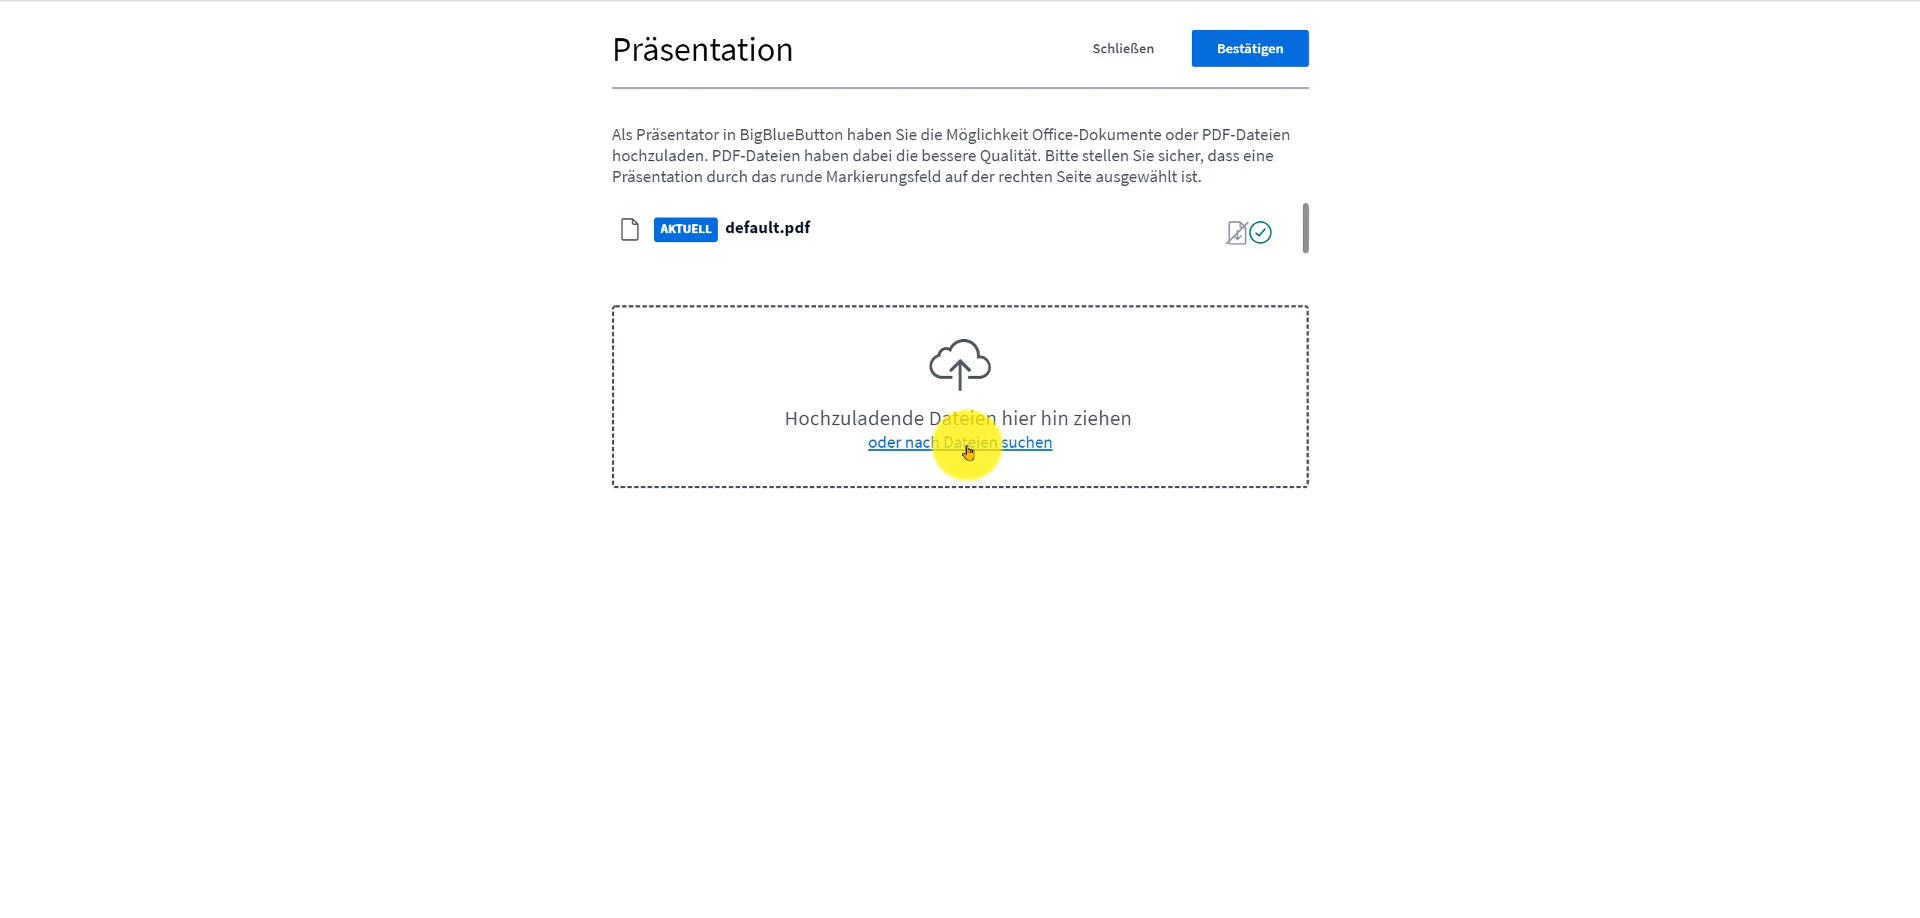 Präsentation
Schließen
Bestätigen
Als Präsentator in BigBlueButton haben Sie die Möglichkeit Office-Dokumente oder PDF-Dateien
hochzuladen. PDF-Dateien haben dabei die bessere Qualität. Bitte stellen Sie sicher, dass eine
Präsentation durch das runde Markierungsfeld auf der rechten Seite ausgewählt ist.
AKTUELL default.pdf
Hochzuladende Dateien hier hin ziehen
oder nach Dateien suchen